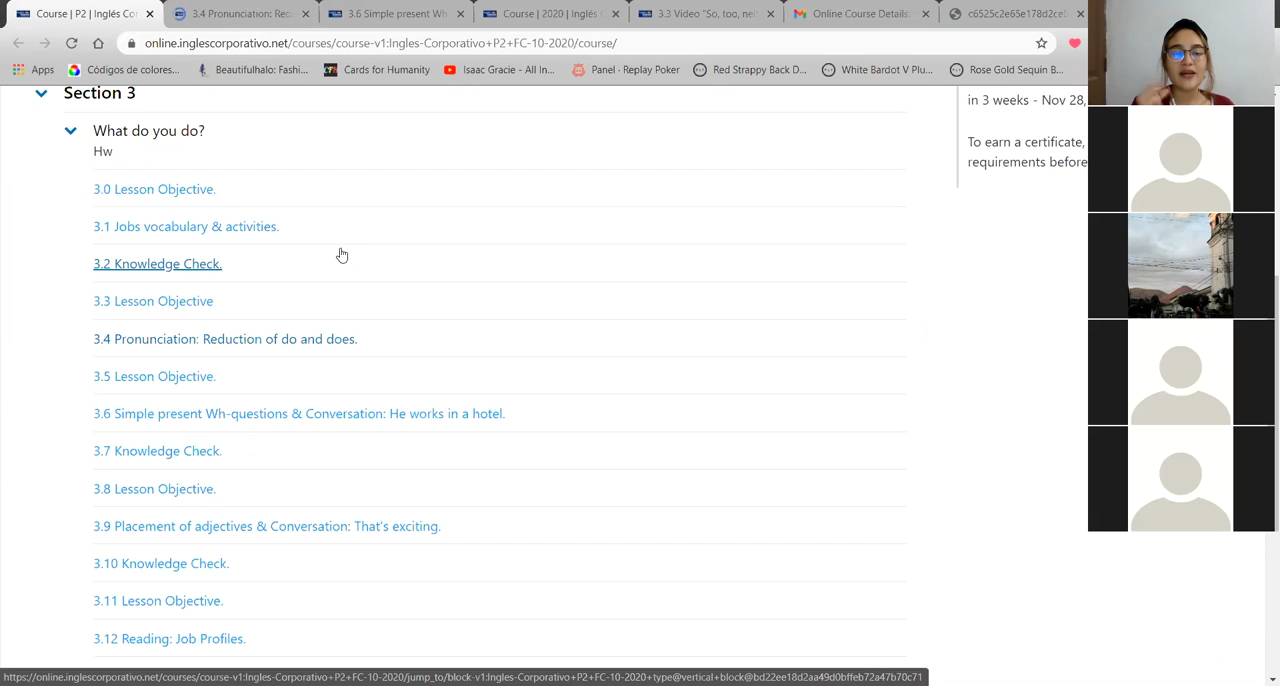 Course | P2 | Inglés Cor
3.4 Pronunciation: Redu
3.6 Simple present Wh
Course | 2020 | Inglés C
3.3 Video "So, too, nei
Online Course Details:
c6525c2e65e178d2ce8
online.inglescorporativo.net/courses/course-v1:Ingles-Corporativo+P2+FC-10-2020/course/
Apps
Códigos de colores...
Beautifulhalo: Fashi...
Cards for Humanity
Isaac Gracie - All In...
Panel · Replay Poker
Red Strappy Back D...
White Bardot V Plu...
Rose Gold Sequin B...
Section 3
in 3 weeks - Nov 28,
What do you do?
To earn a certificate,
Hw
requirements before
3.0 Lesson Objective.
3.1 Jobs vocabulary & activities.
3.2 Knowledge Check.
3.3 Lesson Objective
3.4 Pronunciation: Reduction of do and does.
3.5 Lesson Objective.
3.6 Simple present Wh-questions & Conversation: He works in a hotel.
3.7 Knowledge Check.
3.8 Lesson Objective.
3.9 Placement of adjectives & Conversation: That's exciting.
3.10 Knowledge Check.
3.11 Lesson Objective.
3.12 Reading: Job Profiles.
https://online.inglescorporativo.net/courses/course-v1:Ingles-Corporativo+P2+FC-10-2020/jump_to/block-v1:Ingles-Corporativo+P2+FC-10-2020+type@vertical+block@bd22ee18d2aa49d0bffeb72a47b70c71